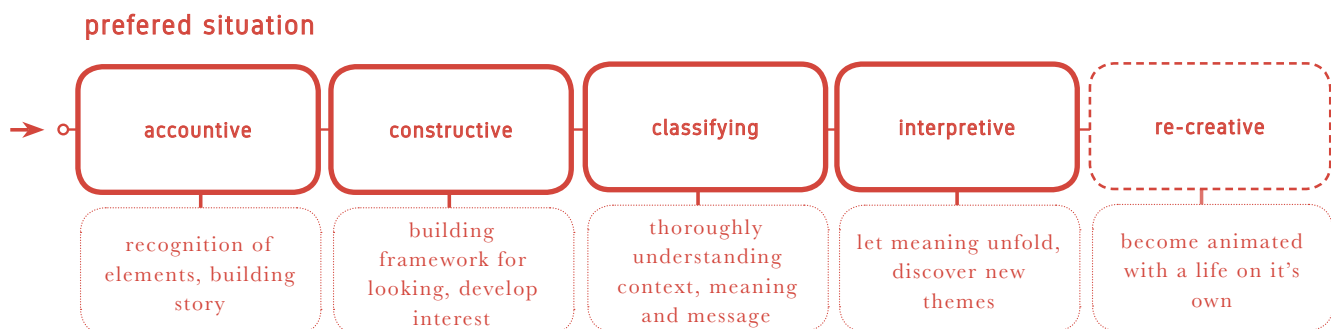 prefered situation
accountive
constructive
classifying
interpretive
re-creative
recognition of
elements, building
story
building
framework for
looking, develop
interest
thoroughly
understanding
context, meaning
and message
let meaning unfold,
discover new
themes
become animated
with a life on it's
own